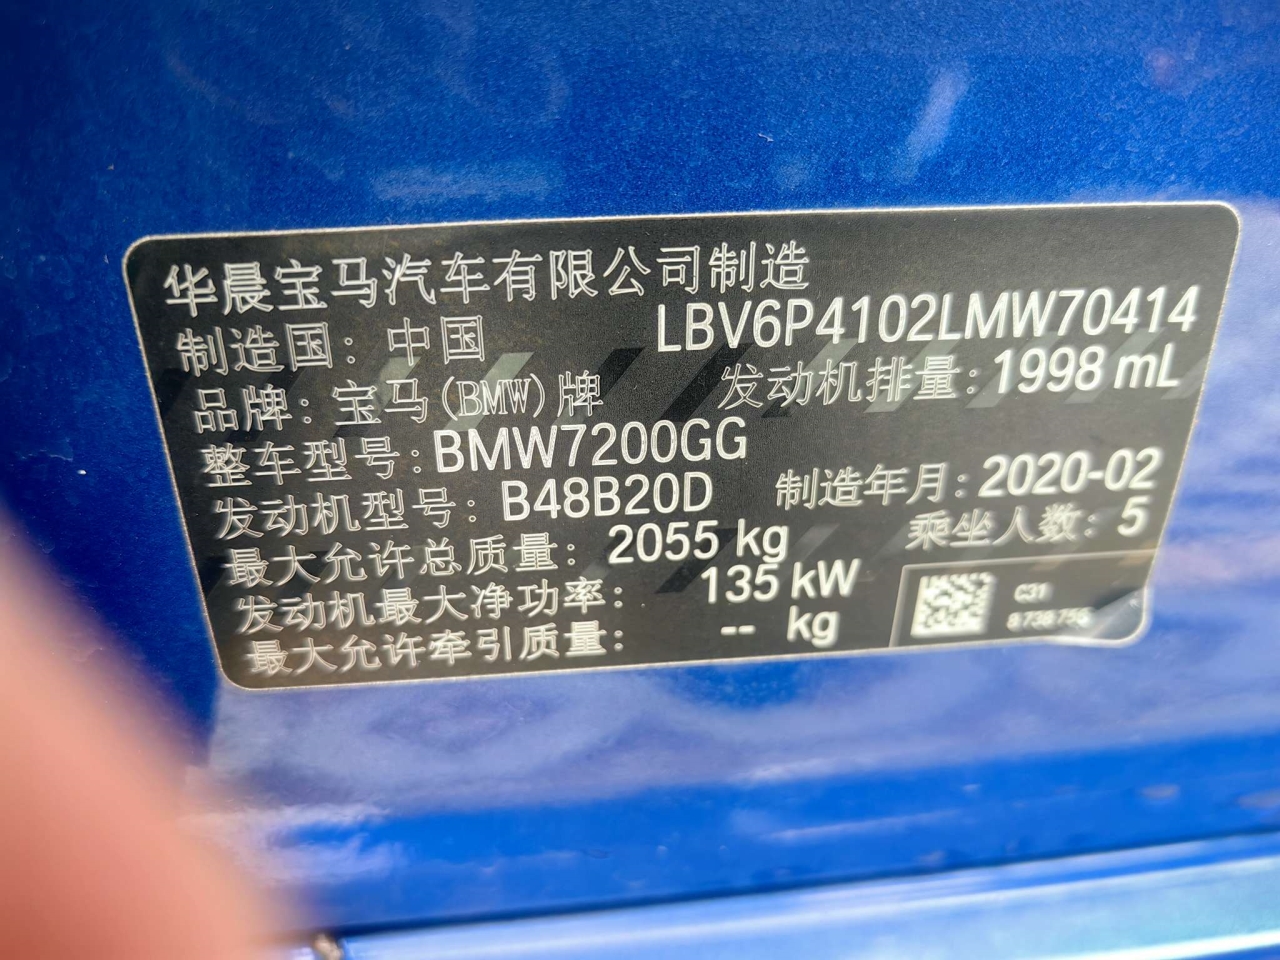 华晨宝马汽车有限公司制造
制造国：中国 LBV6P4102LMW70414
品牌：宝马(BMW)牌 发动机排量：1998 mL
整车型号：BMW7200GG
发动机型号：B48B20D 制造年月：2020-02
最大允许总质量：2055 kg 乘坐人数：5
发动机最大净功率：135 kW
最大允许牵引质量：-- kg
C31
8738755